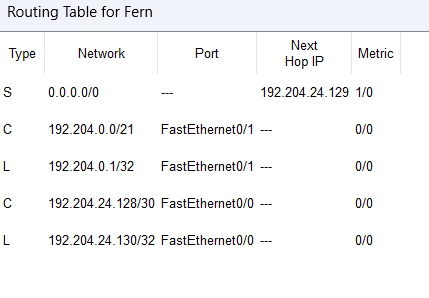 Routing Table for Fern
Type Network Port Next Hop IP Metric
S 0.0.0.0/0 --- 192.204.24.129 1/0
C 192.204.0.0/21 FastEthernet0/1 --- 0/0
L 192.204.0.1/32 FastEthernet0/1 --- 0/0
C 192.204.24.128/30 FastEthernet0/0 --- 0/0
L 192.204.24.130/32 FastEthernet0/0 --- 0/0